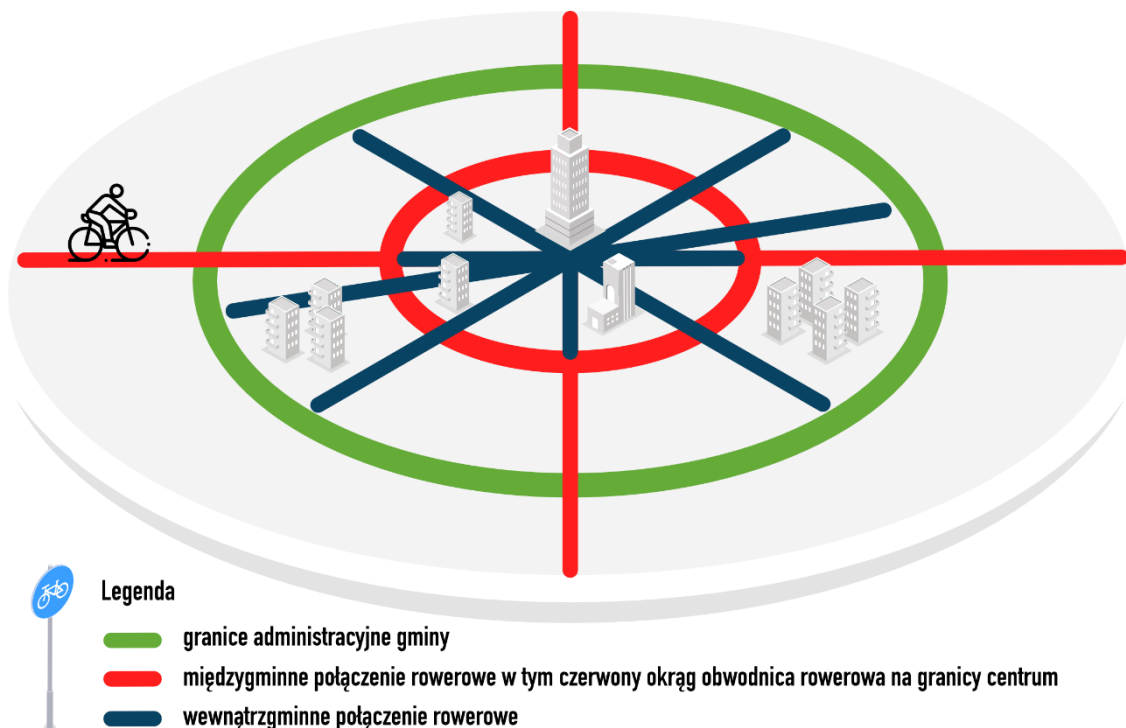 Legenda
granice administracyjne gminy
międzygminne połączenie rowerowe w tym czerwony okrąg obwodnica rowerowa na granicy centrum
wewnątrzgminne połączenie rowerowe